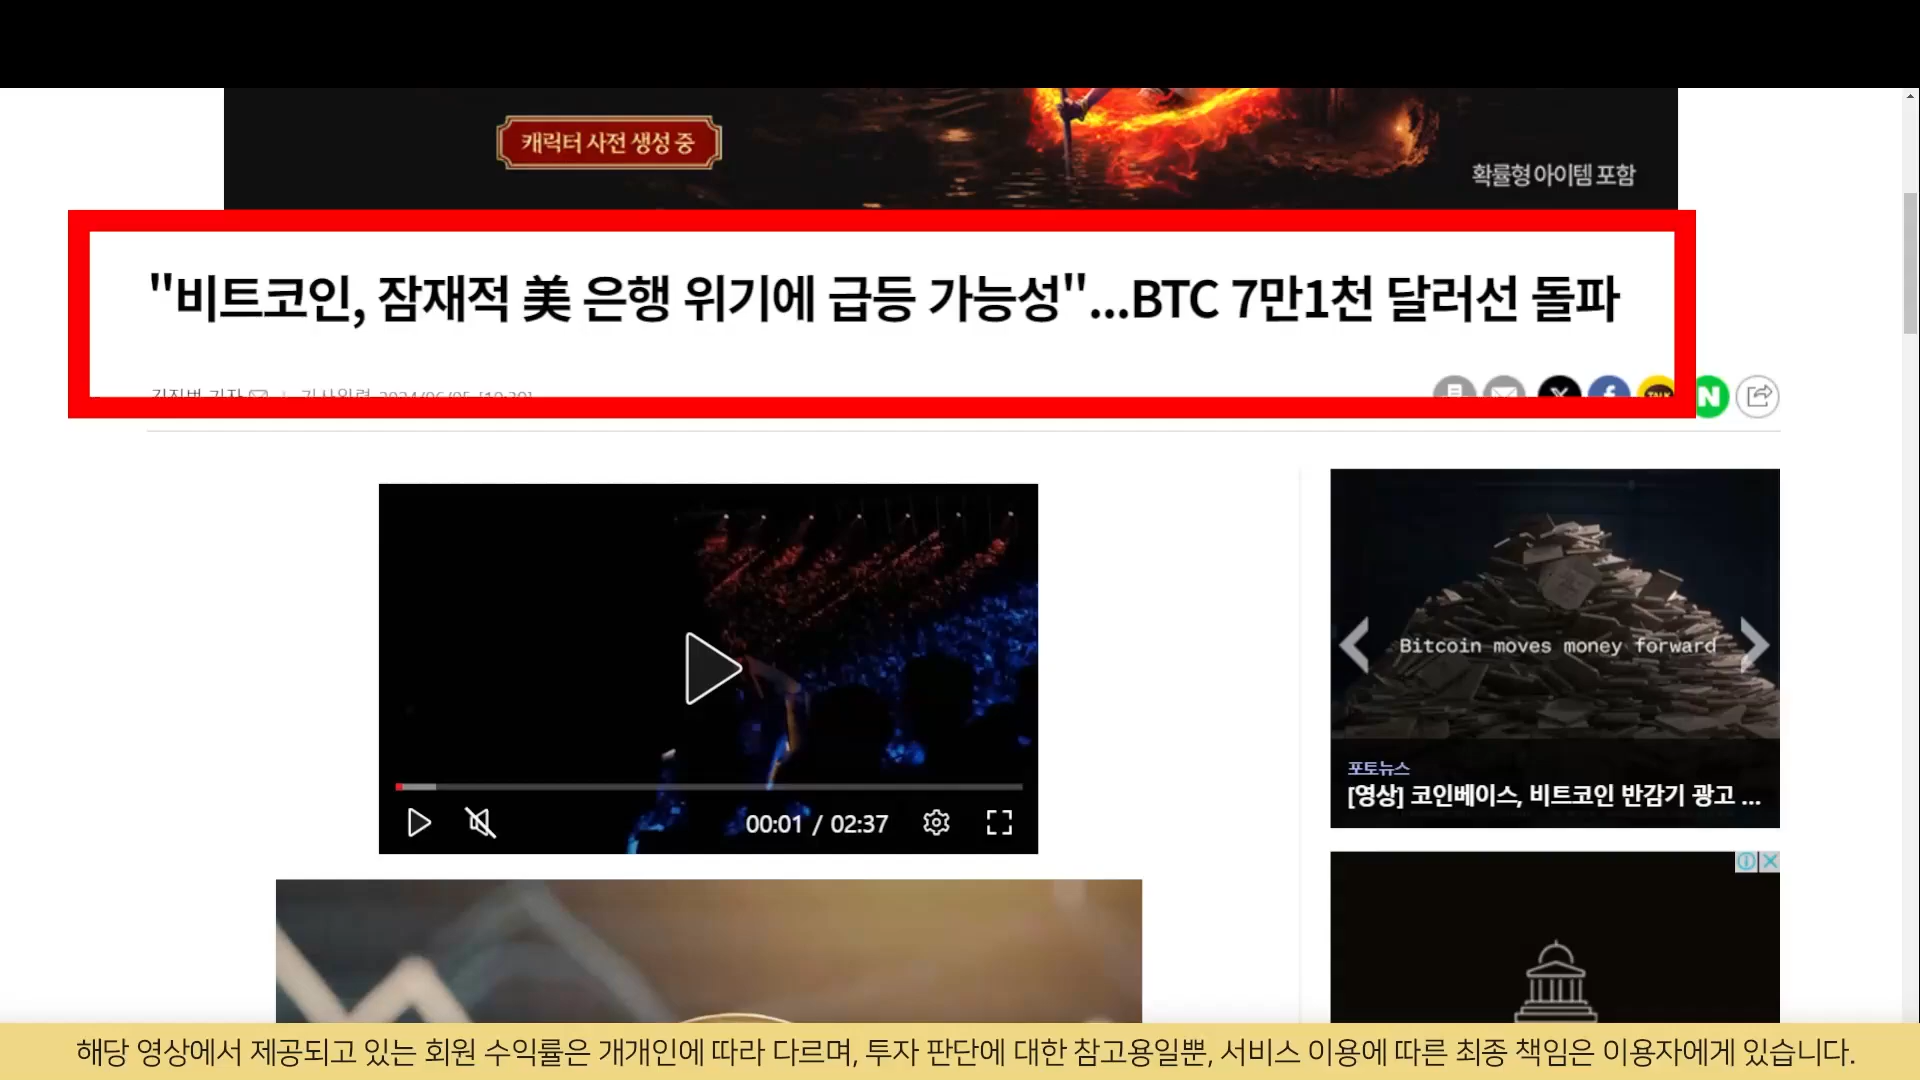 캐릭터 사전 생성 중
확률형 아이템 포함
"비트코인, 잠재적 美 은행 위기에 급등 가능성"...BTC 7만1천 달러선 돌파
N
00:01 / 02:37
Bitcoin moves money forward
포토뉴스
[영상] 코인베이스, 비트코인 반감기 광고 ...
해당 영상에서 제공되고 있는 회원 수익률은 개개인에 따라 다르며, 투자 판단에 대한 참고용일뿐, 서비스 이용에 따른 최종 책임은 이용자에게 있습니다.